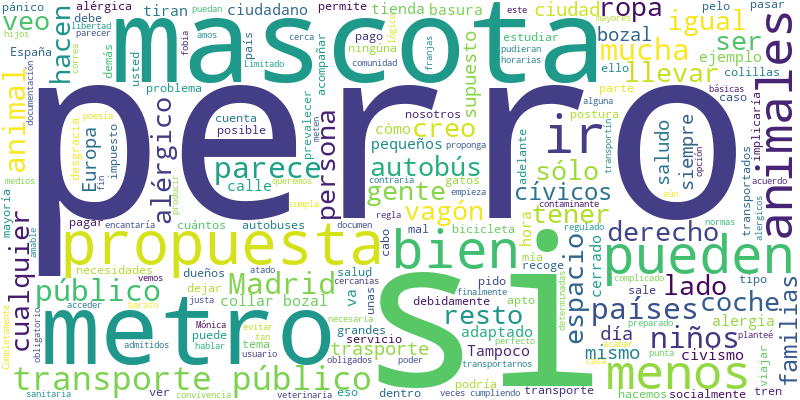 perro
si
mascota
metro
propuesta
bien
pueden
menos
ir
animales
niños
transporte público
público
Madrid
resto
países
coche
espacio
derecho
tener
cívicos
sólo
autobús
gente
vagón
creo
parece
persona
alérgico
animal
veo
hacen
cualquier
ropa
igual
ser
mucha
llevar
lado
familias
mismo
día
Europa
calle
collar bozal
trasporte
adaptado
Tampoco
siempre
saludo
supuesto
pequeños
cómo
hora
cerrado
alergia
civismo
socialmente
implicaría
bozal
ciudad
basura
tienda
ciudadano
tiran
debe
pánico
alérgica
hijos
libertad
parecer
España
usted
país
fobia
amos
cerca
limitado
permite
pago
ninguna
estudiar
este
puedan
lógico
franjas
horarias
pudieran
comunidad
mayores
pelo
pasar
ello
ejemplo
colillas
parte
caso
básicas
alguna
postura
transportin
opción
proponga
demás
problema
acompañar
nosotros
prevalecer
cuenta
posible
impuesto
desgracia
poesia
correa
documentación
fin
producir
queremos
meten
contraria
empieza
gatos
cumpla
adelante
transportados
acuerdo
aún
contaminante
regla
documen
bicicleta
mal
cabo
mía
recoge
regulado
normas
alergicos
complicado
tipo
determinadas
sale
preparado
punta
planteé
viajar
tren
acabar
hacemos
transporte
veces cumpliendo
podría
dentro
perfecto
apto
pido
finalmente
debidamente
cercanías
unas
va
salud
dejar
dueños
atado
autobuses
cuántos
necesidades
pagar
encantaría
vemos
barato
justa
acceder
medios
mayoría
amable
Completamente
obligatorio
sanitaria
admitidos
Mónica
puede
hablar
evitar
tan
usuario
tema
servicio
grandes
necesaria
obligados
poder
transportarnos
ver
convivencia
veterinaria
eso